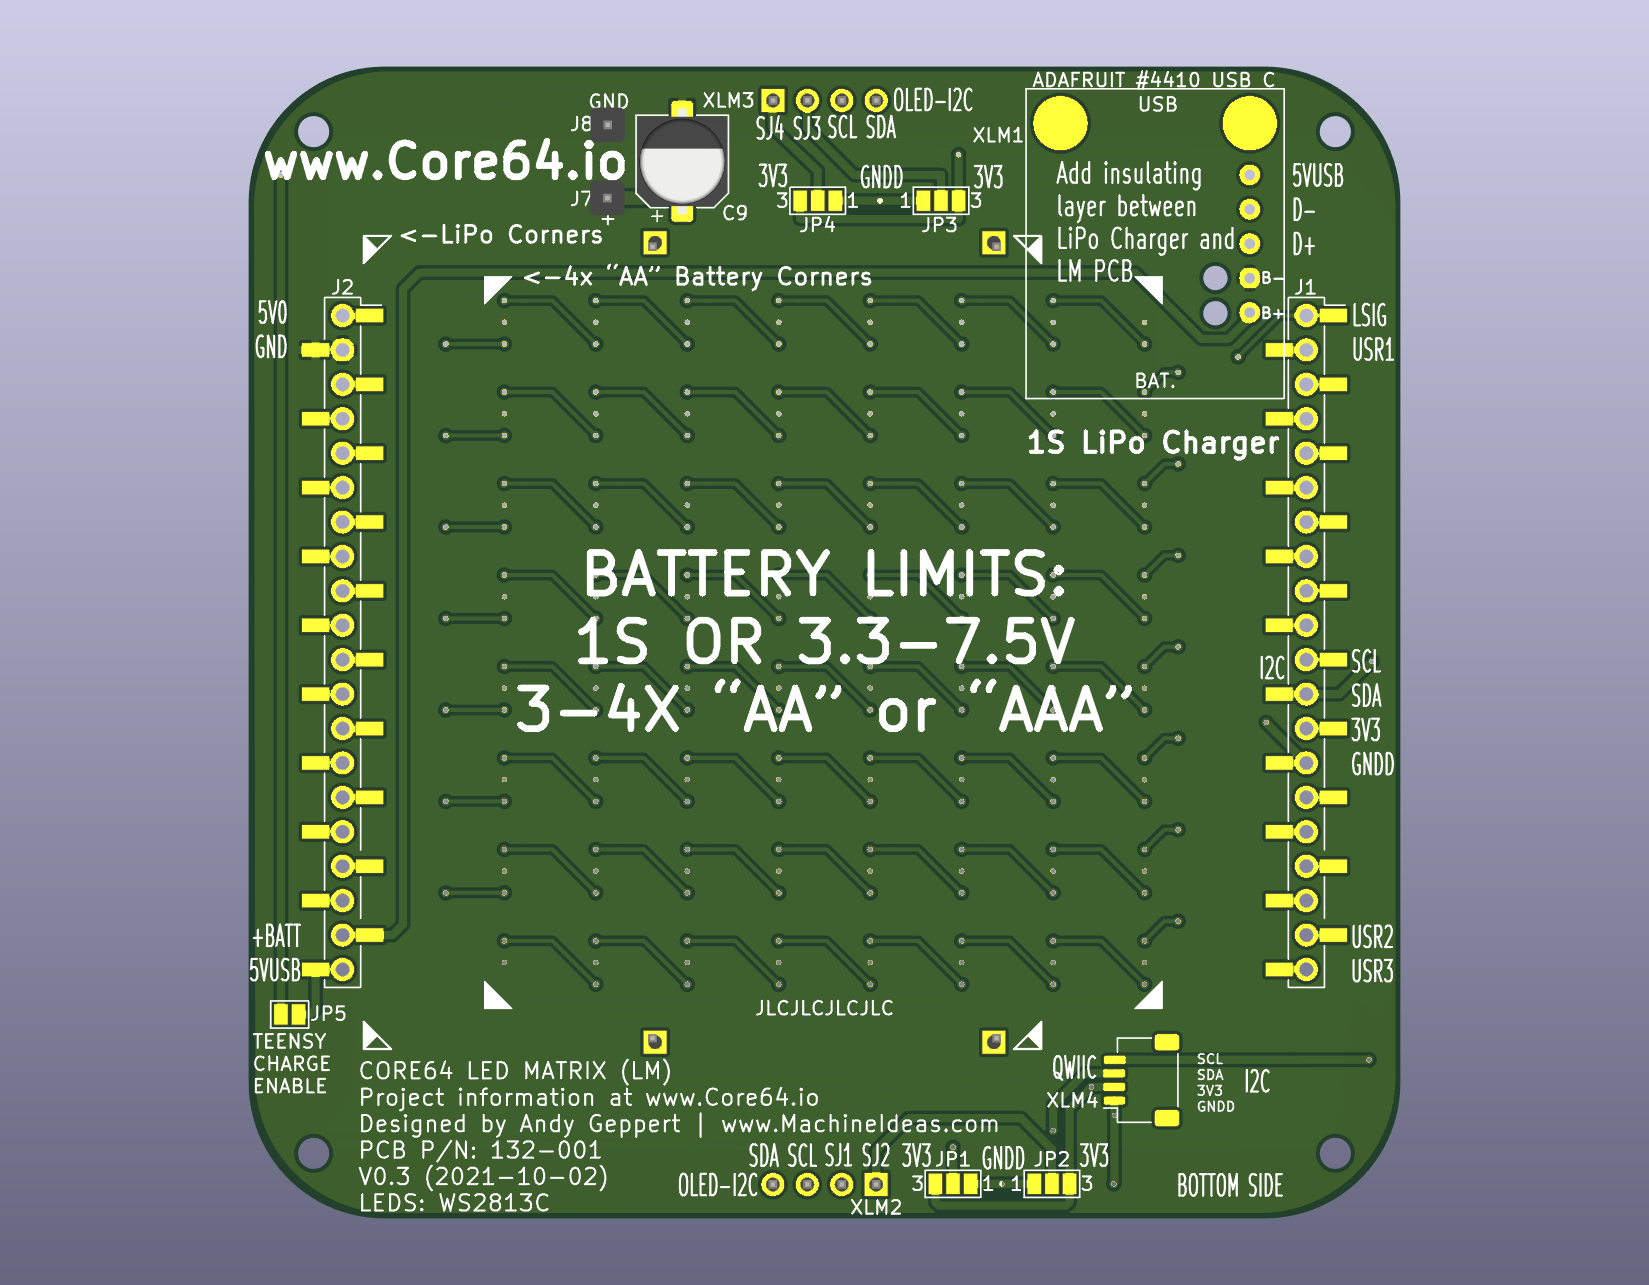 ADAFRUIT #4410 USB C
USB
GND
XLM3
OLED-I2C
J8
SJ4 SJ3 SCL SDA
XLM1
www.Core64.io
3V3 GNDD 3V3
Add insulating
layer between
LiPo Charger and
LM PCB
5VUSB
D-
D+
B-
B+
J7
+
+
C9
3 1 1 3
JP4 JP3
<-LiPo Corners
<-4x “AA” Battery Corners
J2
J1
5V0
GND
LSIG
USR1
BAT.
1S LiPo Charger
BATTERY LIMITS:
1S OR 3.3-7.5V
3-4X “AA” or “AAA”
I2C
SCL
SDA
3V3
GNDD
+BATT
5VUSB
USR2
USR3
JP5
TEENSY
CHARGE
ENABLE
JLCJLCJLCJLC
CORE64 LED MATRIX (LM)
Project information at www.Core64.io
Designed by Andy Geppert | www.MachineIdeas.com
PCB P/N: 132-001
V0.3 (2021-10-02)
LEDS: WS2813C
QWIIC
XLM4
SCL
SDA
3V3
GNDD
I2C
SDA SCL SJ1 SJ2 3V3 JP1 GNDD JP2 3V3
OLED-I2C
3 1 1 3
XLM2
BOTTOM SIDE